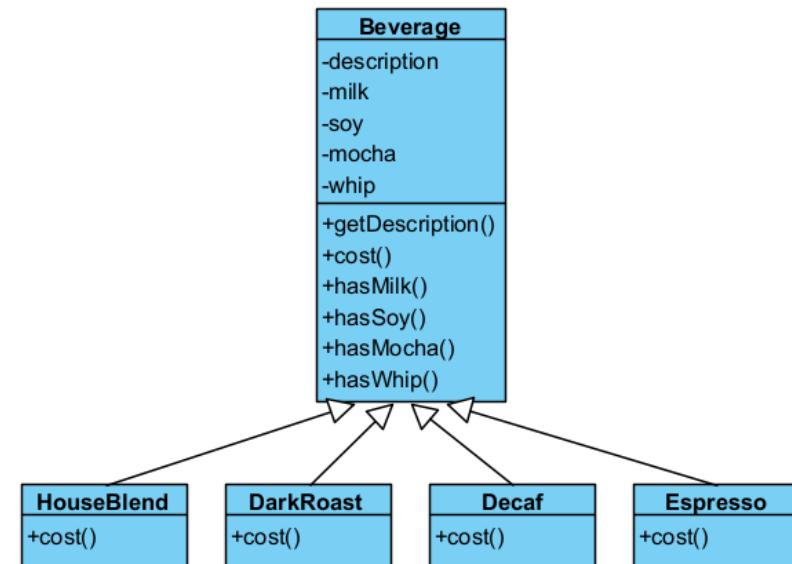 Beverage
-description
-milk
-soy
-mocha
-whip
+getDescription()
+cost()
+hasMilk()
+hasSoy()
+hasMocha()
+hasWhip()
HouseBlend
+cost()
DarkRoast
+cost()
Decaf
+cost()
Espresso
+cost()